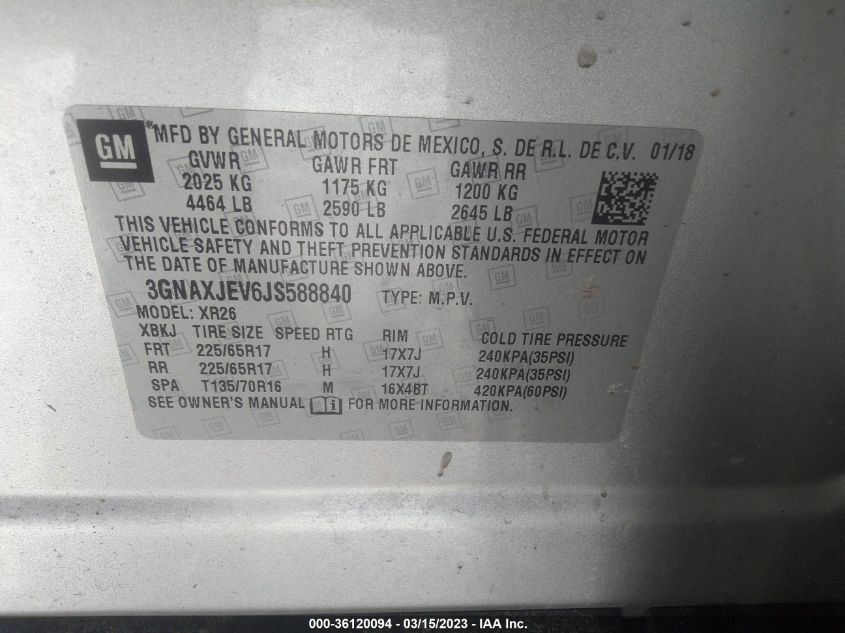 GM *MFD BY GENERAL MOTORS DE MEXICO, S. DE R.L. DE C.V. 01/18
GVWR GAWR FRT GAWR RR
2025 KG 1175 KG 1200 KG
4464 LB 2590 LB 2645 LB
THIS VEHICLE CONFORMS TO ALL APPLICABLE U.S. FEDERAL MOTOR
VEHICLE SAFETY AND THEFT PREVENTION STANDARDS IN EFFECT ON
THE DATE OF MANUFACTURE SHOWN ABOVE.
3GNAXJEV6JS588840 TYPE: M.P.V.
MODEL: XR26
XBKJ TIRE SIZE SPEED RTG RIM COLD TIRE PRESSURE
FRT 225/65R17 H 17X7J 240KPA(35PSI)
RR 225/65R17 H 17X7J 240KPA(35PSI)
SPA T135/70R16 M 16X4BT 420KPA(60PSI)
SEE OWNER'S MANUAL FOR MORE INFORMATION.
000-36120094 - 03/15/2023 - IAA Inc.